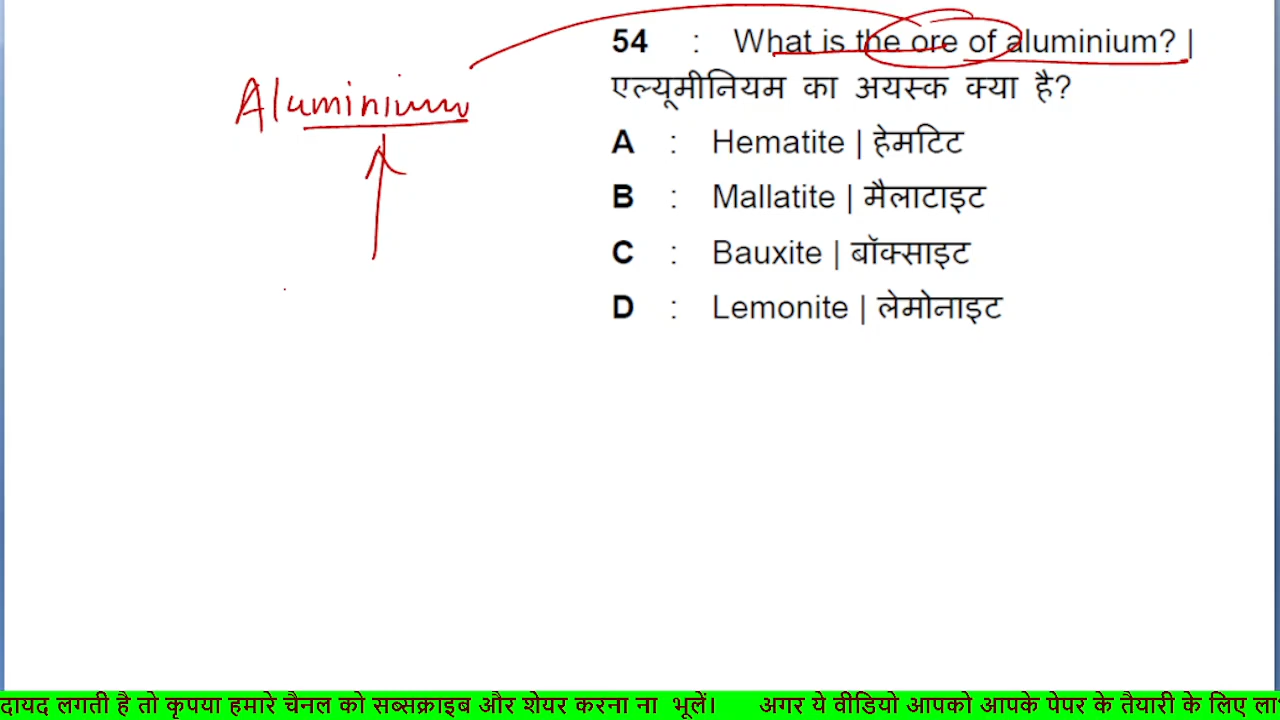 54 : What is the ore of aluminium? |
एल्यूमीनियम का अयस्क क्या है?
Aluminium
A : Hematite | हेमटिट
B : Mallatite | मैलाटाइट
C : Bauxite | बॉक्साइट
D : Lemonite | लेमोनाइट
दायद लगती है तो कृपया हमारे चैनल को सब्सक्राइब और शेयर करना ना भूलें। अगर ये वीडियो आपको आपके पेपर के तैयारी के लिए ला